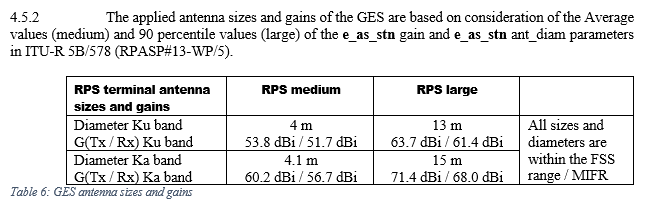 4.5.2 The applied antenna sizes and gains of the GES are based on consideration of the Average
values (medium) and 90 percentile values (large) of the e_as_stn gain and e_as_stn ant_diam parameters
in ITU-R 5B/578 (RPASP#13-WP/5).
RPS terminal antenna sizes and gains RPS medium RPS large
Diameter Ku band 4 m 13 m All sizes and
G(Tx / Rx) Ku band 53.8 dBi / 51.7 dBi 63.7 dBi / 61.4 dBi diameters are
Diameter Ka band 4.1 m 15 m within the FSS
G(Tx / Rx) Ka band 60.2 dBi / 56.7 dBi 71.4 dBi / 68.0 dBi range / MIFR
Table 6: GES antenna sizes and gains